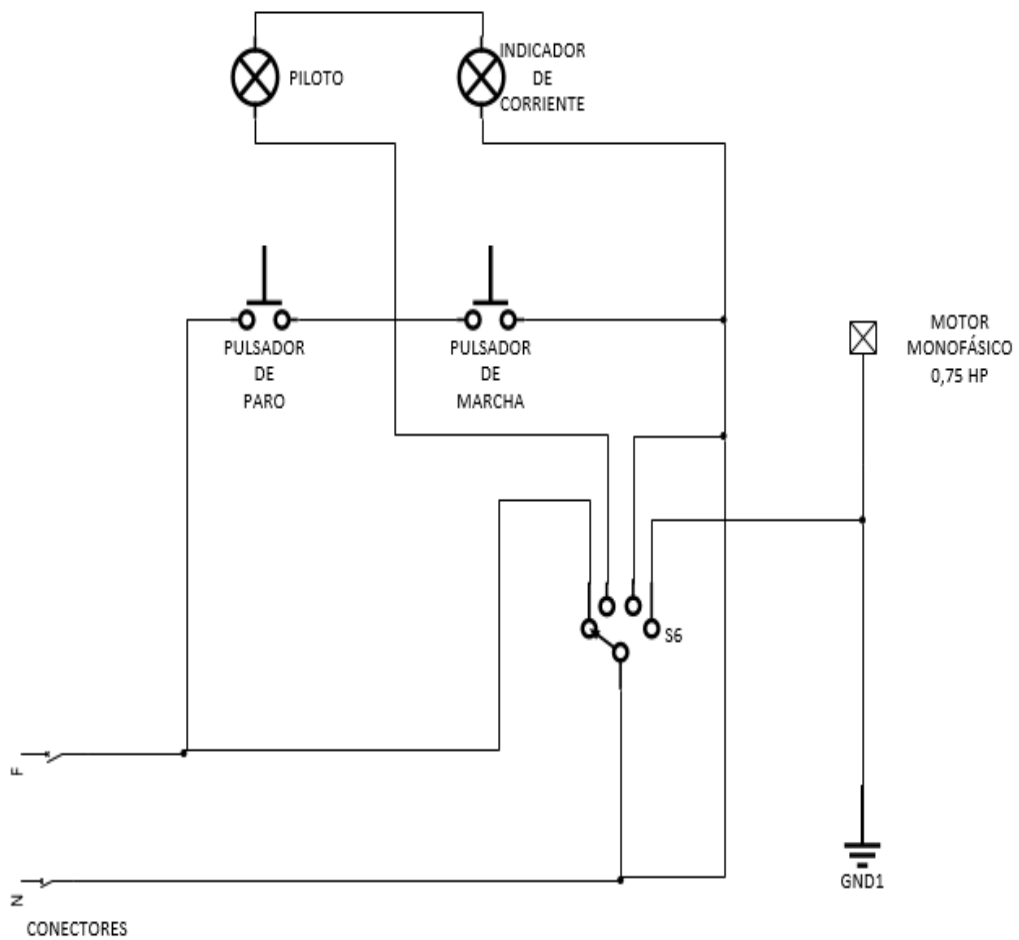 PILOTO
INDICADOR
DE
CORRIENTE
PULSADOR
DE
PARO
PULSADOR
DE
MARCHA
MOTOR
MONOFÁSICO
0,75 HP
S6
F
N
GND1
CONECTORES